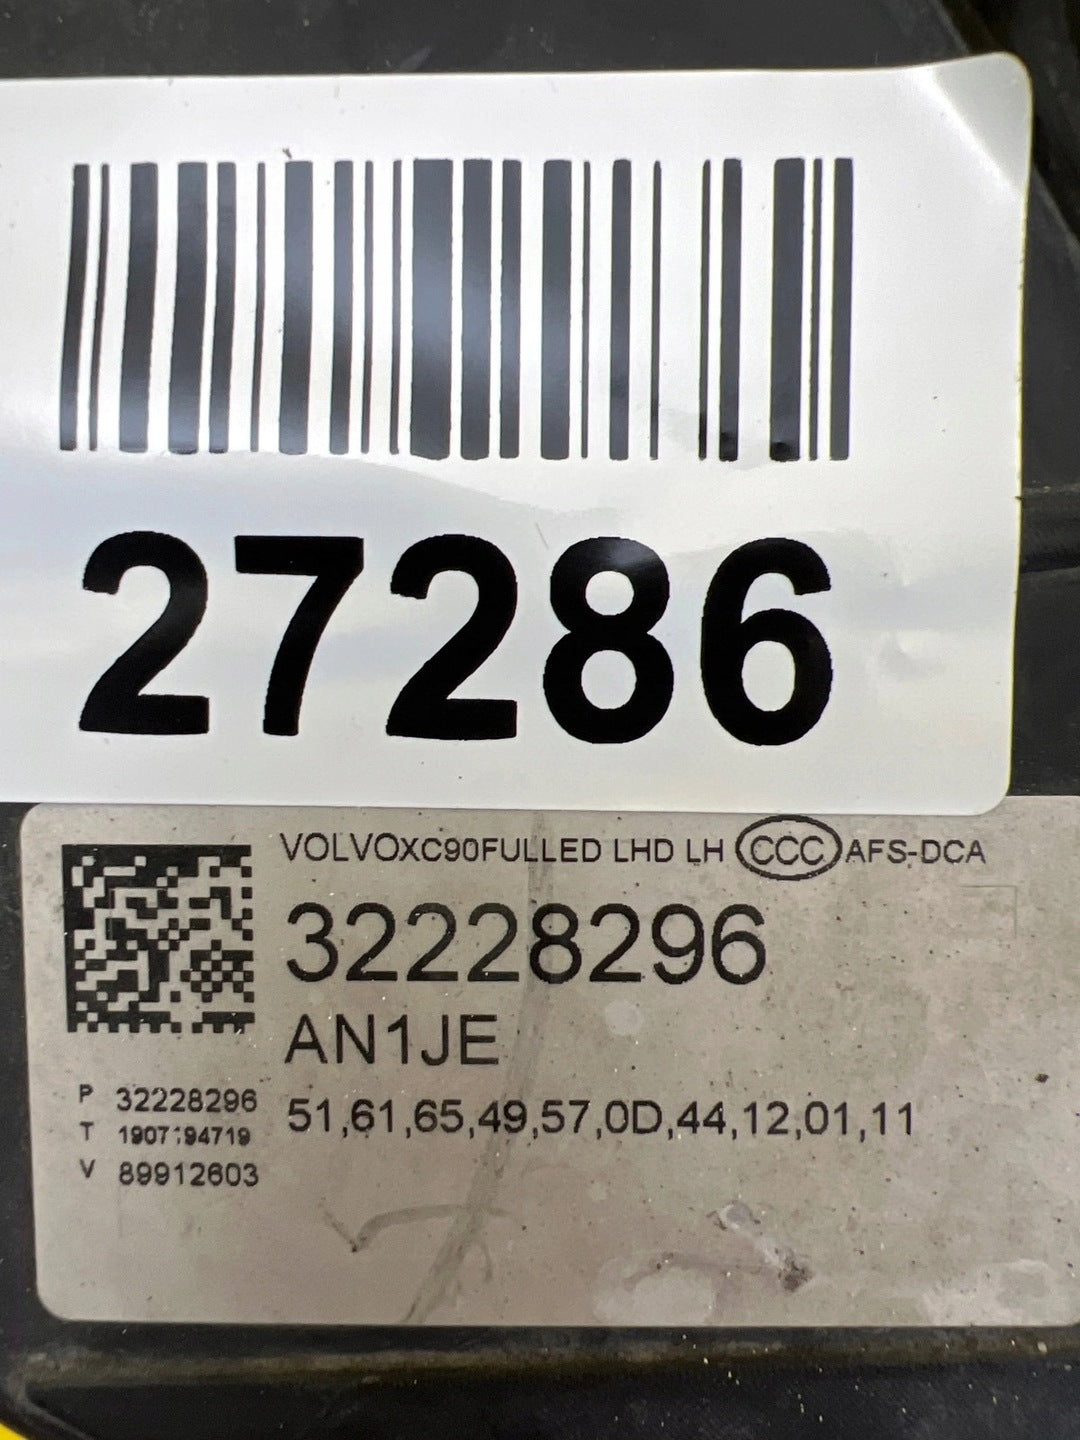 27286
VOLVOXC90FULLED LHD LH CCC AFS-DCA
32228296
AN1JE
P 32228296
51,61,65,49,57,0D,44,12,01,11
T 1907194719
V 89912603